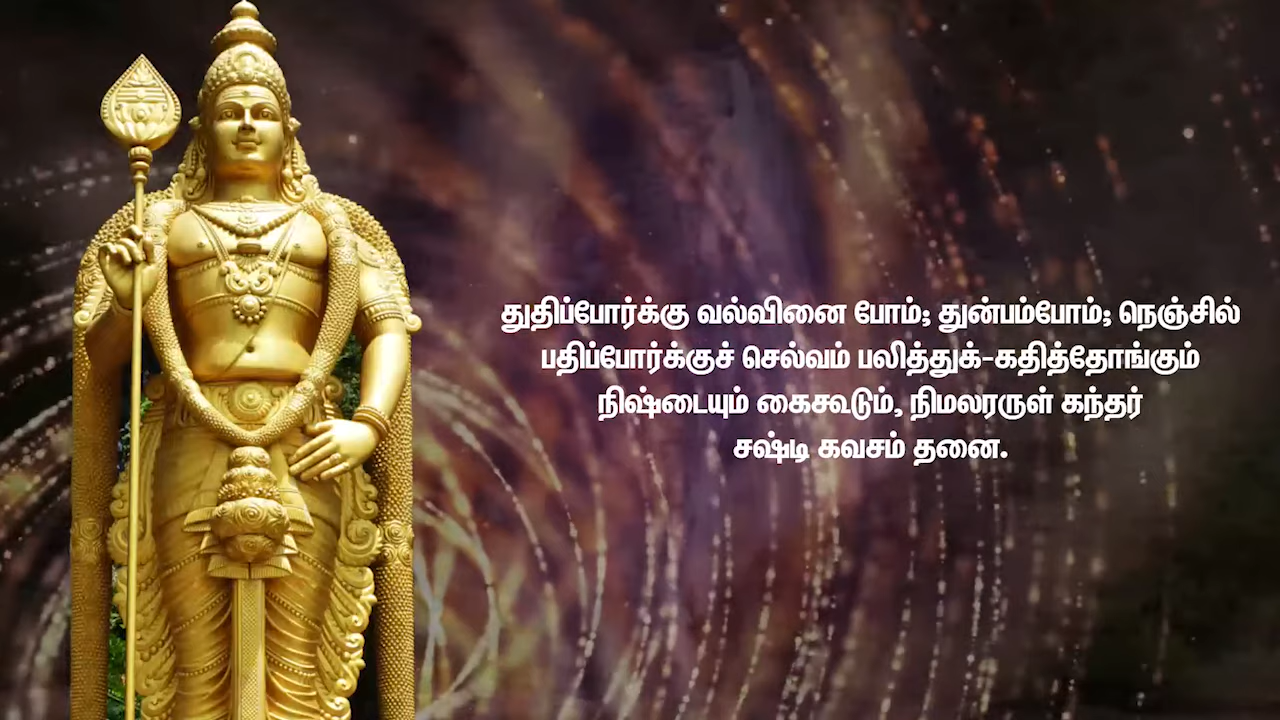 துதிப்போர்க்கு வல்வினை போம்; துன்பம்போம்; நெஞ்சில்
பதிப்போர்க்குச் செல்வம் பலித்துக்-கதித்தோங்கும்
நிஷ்டையும் கைகூடும், நிமலரருள் கந்தர்
சஷ்டி கவசம் தனை.